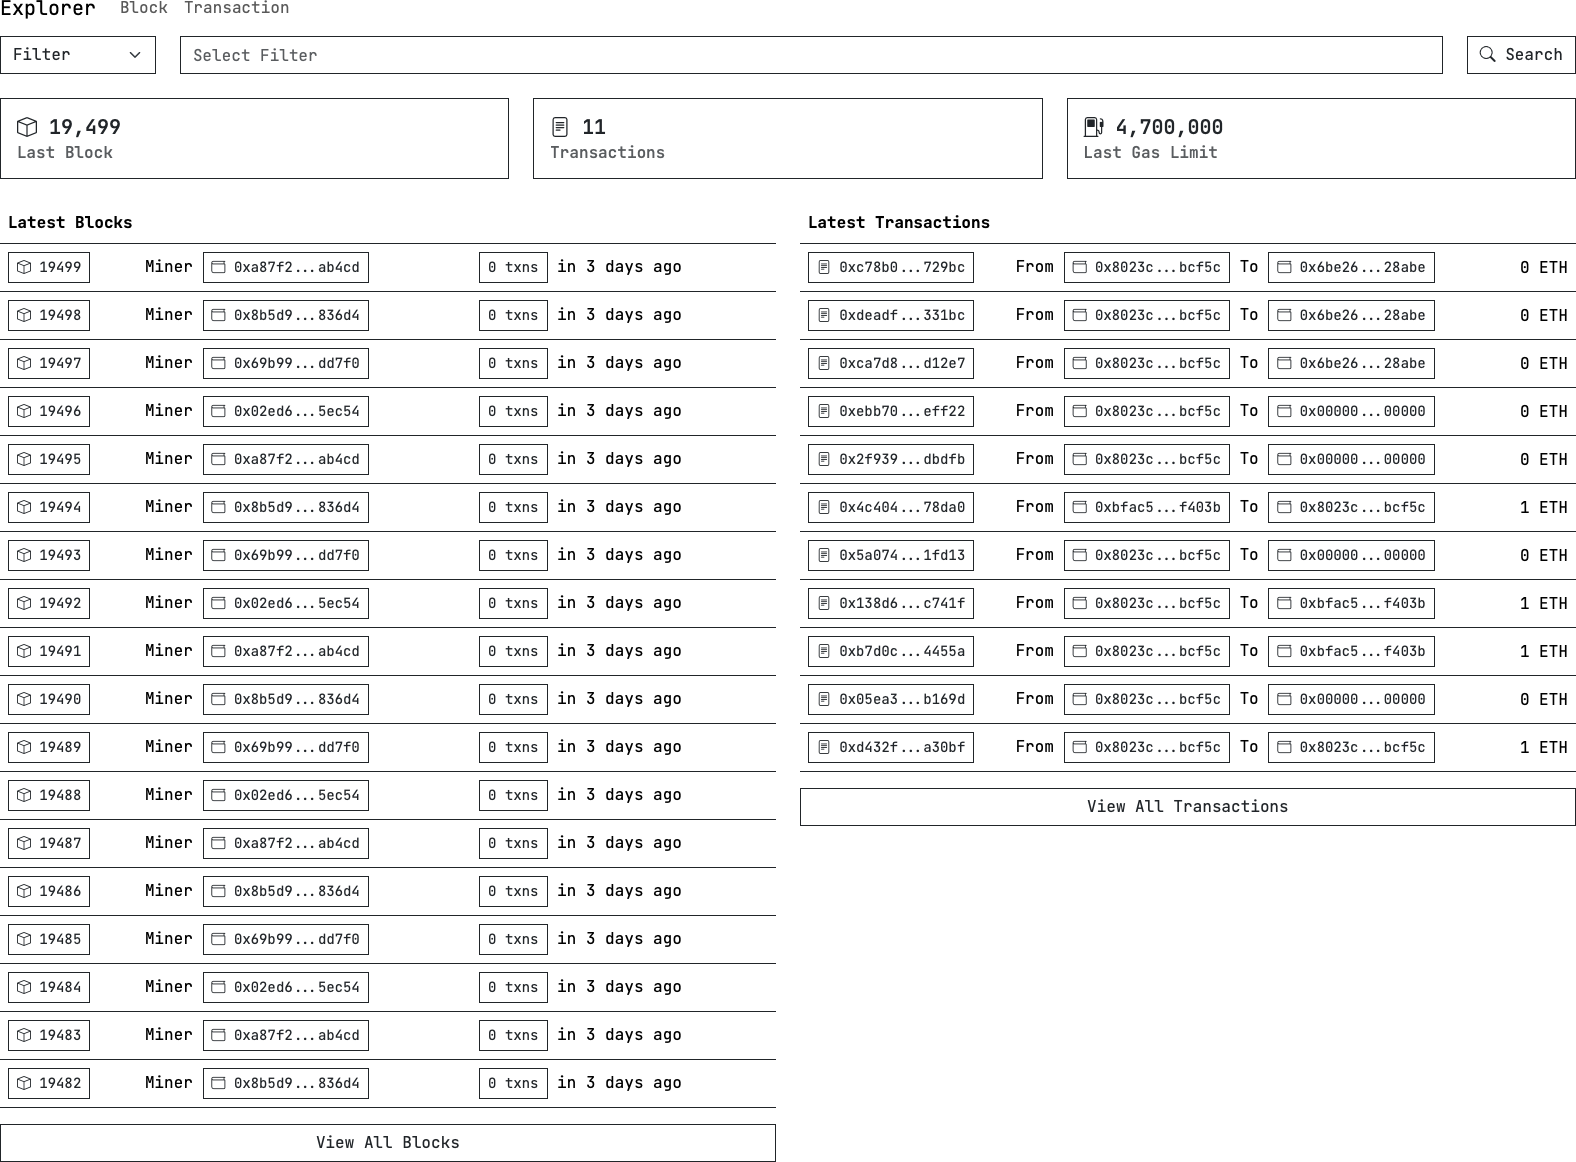 Explorer Block Transaction
Filter Select Filter Search
19,499
Last Block
11
Transactions
4,700,000
Last Gas Limit
Latest Blocks
19499 Miner 0xa87f2...ab4cd 0 txns in 3 days ago
19498 Miner 0x8b5d9...836d4 0 txns in 3 days ago
19497 Miner 0x69b99...dd7f0 0 txns in 3 days ago
19496 Miner 0x02ed6...5ec54 0 txns in 3 days ago
19495 Miner 0xa87f2...ab4cd 0 txns in 3 days ago
19494 Miner 0x8b5d9...836d4 0 txns in 3 days ago
19493 Miner 0x69b99...dd7f0 0 txns in 3 days ago
19492 Miner 0x02ed6...5ec54 0 txns in 3 days ago
19491 Miner 0xa87f2...ab4cd 0 txns in 3 days ago
19490 Miner 0x8b5d9...836d4 0 txns in 3 days ago
19489 Miner 0x69b99...dd7f0 0 txns in 3 days ago
19488 Miner 0x02ed6...5ec54 0 txns in 3 days ago
19487 Miner 0xa87f2...ab4cd 0 txns in 3 days ago
19486 Miner 0x8b5d9...836d4 0 txns in 3 days ago
19485 Miner 0x69b99...dd7f0 0 txns in 3 days ago
19484 Miner 0x02ed6...5ec54 0 txns in 3 days ago
19483 Miner 0xa87f2...ab4cd 0 txns in 3 days ago
19482 Miner 0x8b5d9...836d4 0 txns in 3 days ago
View All Blocks
Latest Transactions
0xc78b0...729bc From 0x8023c...bcf5c To 0x6be26...28abe 0 ETH
0xdeadf...331bc From 0x8023c...bcf5c To 0x6be26...28abe 0 ETH
0xca7d8...d12e7 From 0x8023c...bcf5c To 0x6be26...28abe 0 ETH
0xebb70...eff22 From 0x8023c...bcf5c To 0x00000...00000 0 ETH
0x2f939...dbdfb From 0x8023c...bcf5c To 0x00000...00000 0 ETH
0x4c404...78da0 From 0xbfac5...f403b To 0x8023c...bcf5c 1 ETH
0x5a074...1fd13 From 0x8023c...bcf5c To 0x00000...00000 0 ETH
0x138d6...c741f From 0x8023c...bcf5c To 0xbfac5...f403b 1 ETH
0xb7d0c...4455a From 0x8023c...bcf5c To 0xbfac5...f403b 1 ETH
0x05ea3...b169d From 0x8023c...bcf5c To 0x00000...00000 0 ETH
0xd432f...a30bf From 0x8023c...bcf5c To 0x8023c...bcf5c 1 ETH
View All Transactions